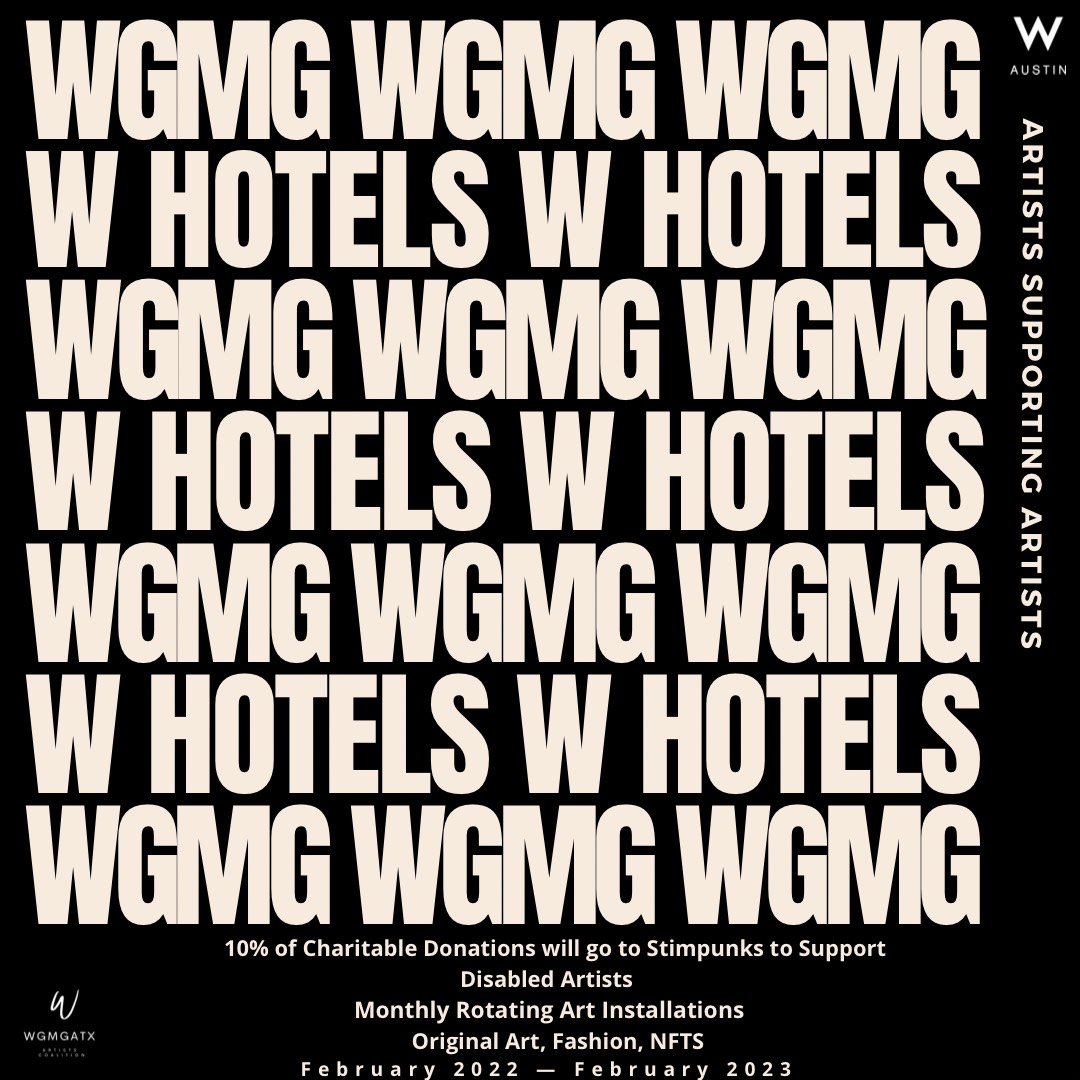 WGMG WGMG WGMG
W HOTELS W HOTELS
WGMG WGMG WGMG
W HOTELS W HOTELS
WGMG WGMG WGMG
W HOTELS W HOTELS
WGMG WGMG WGMG
W
AUSTIN
ARTISTS SUPPORTING ARTISTS
10% of Charitable Donations will go to Stimpunks to Support
Disabled Artists
Monthly Rotating Art Installations
Original Art, Fashion, NFTS
February 2022 — February 2023
W
WGMGATX
ARTISTS
COALITION